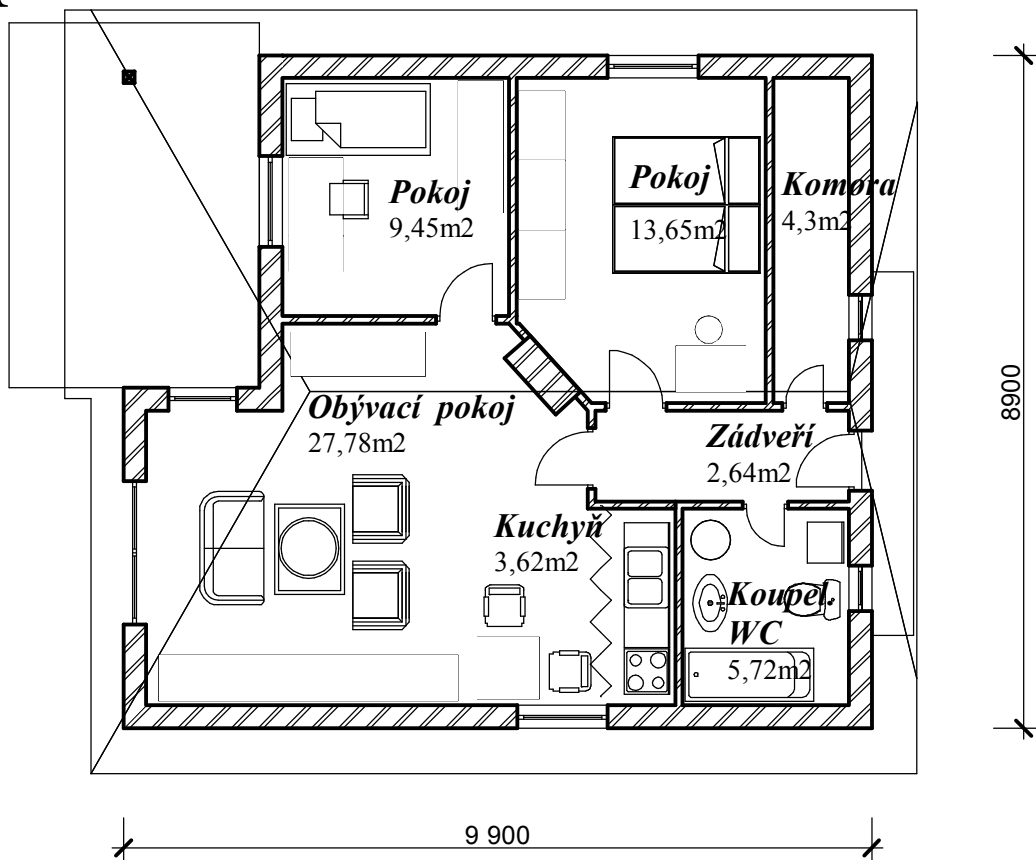 Pokoj
9,45m2
Pokoj
13,65m2
Komora
4,3m2
Obývací pokoj
27,78m2
Zádveří
2,64m2
Kuchyň
3,62m2
Koupel.
WC
5,72m2
8900
9 900